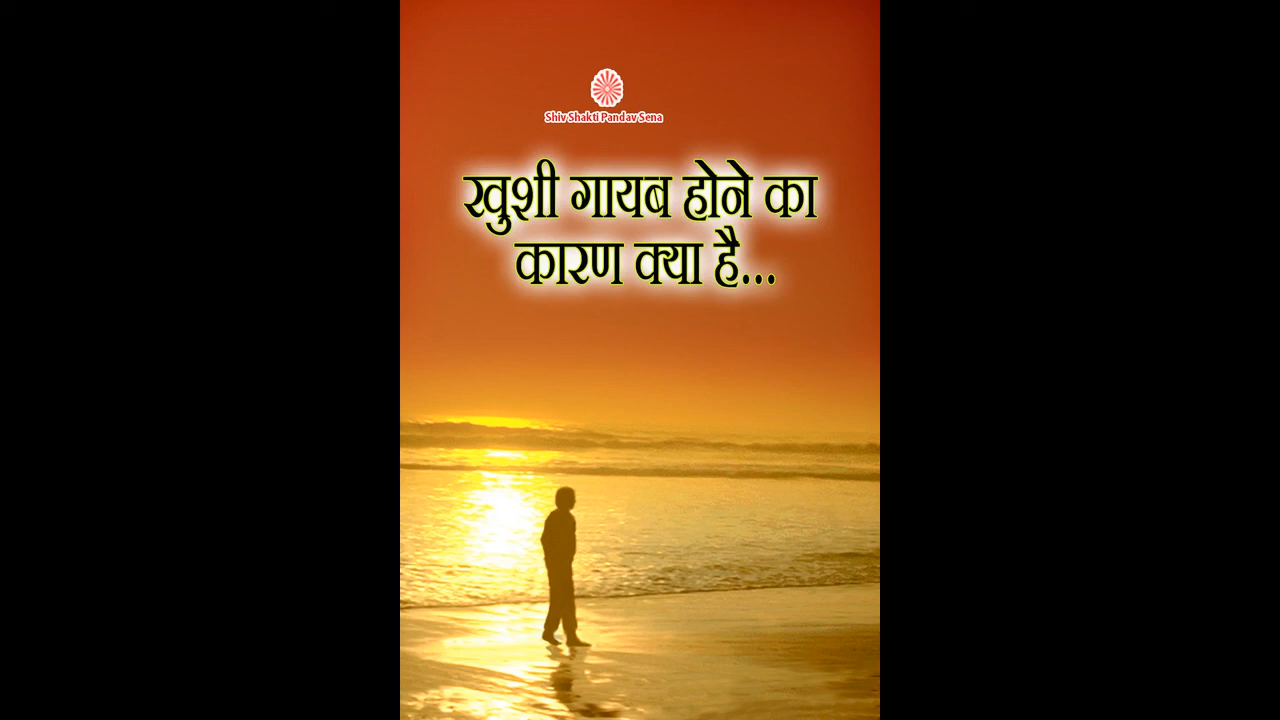 Shiv Shakti Pandav Sena
खुशी गायब होने का
कारण क्या है...